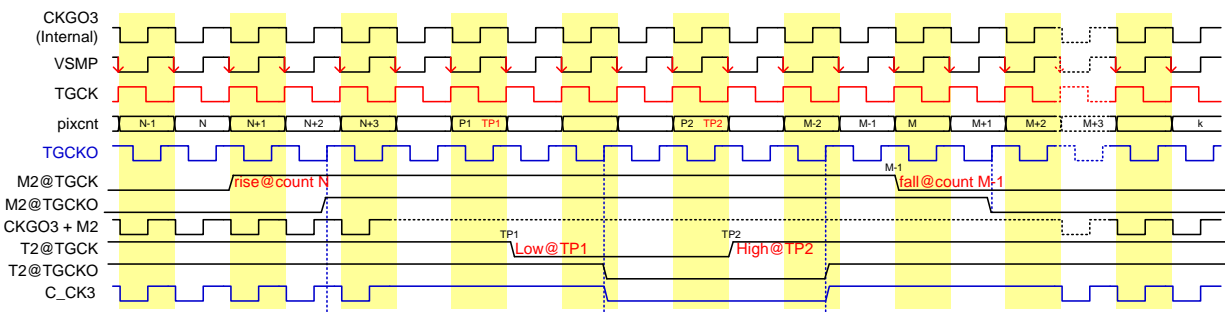 CKGO3
(Internal)
VSMP
TGCK
pixcnt N-1 N N+1 N+2 N+3 P1 TP1 P2 TP2 M-2 M-1 M M+1 M+2 M+3 k
TGCKO
M-1
M2@TGCK rise@count N fall@count M-1
M2@TGCKO
CKGO3 + M2
TP1 TP2
T2@TGCK Low@TP1 High@TP2
T2@TGCKO
C_CK3